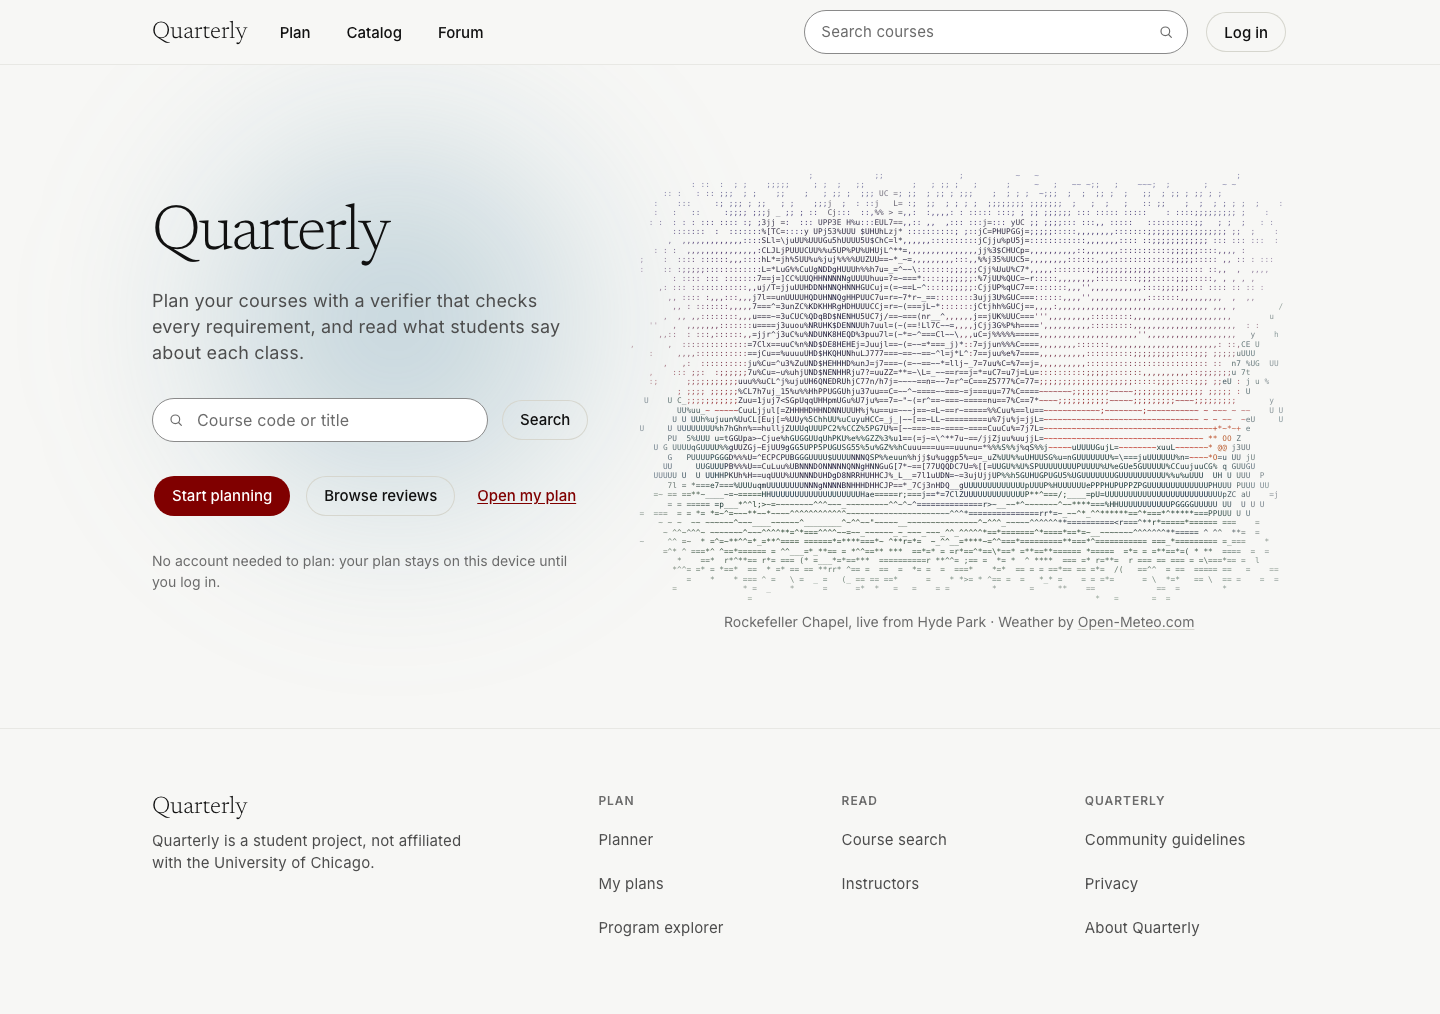 Quarterly
Plan
Catalog
Forum
Search courses
Log in
Quarterly
Plan your courses with a verifier that checks
every requirement, and read what students say
about each class.
Course code or title
Search
Start planning
Browse reviews
Open my plan
No account needed to plan: your plan stays on this device until
you log in.
Rockefeller Chapel, live from Hyde Park · Weather by Open-Meteo.com
Quarterly
Quarterly is a student project, not affiliated
with the University of Chicago.
PLAN
Planner
My plans
Program explorer
READ
Course search
Instructors
QUARTERLY
Community guidelines
Privacy
About Quarterly